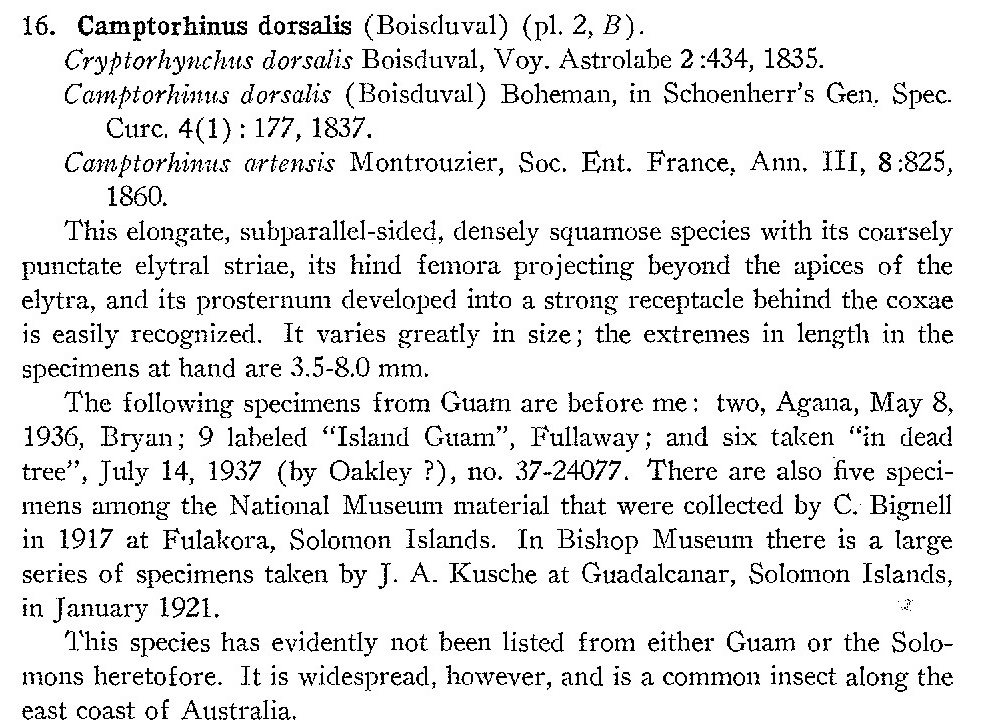 16. Camptorhinus dorsalis (Boisduval) (pl. 2, B).
Cryptorhynchus dorsalis Boisduval, Voy. Astrolabe 2:434, 1835.
Camptorhinus dorsalis (Boisduval) Boheman, in Schoenherr's Gen. Spec.
Curc. 4(1): 177, 1837.
Camptorhinus artensis Montrouzier, Soc. Ent. France, Ann. III, 8:825,
1860.
This elongate, subparallel-sided, densely squamose species with its coarsely
punctate elytral striae, its hind femora projecting beyond the apices of the
elytra, and its prosternum developed into a strong receptacle behind the coxae
is easily recognized. It varies greatly in size; the extremes in length in the
specimens at hand are 3.5-8.0 mm.
The following specimens from Guam are before me: two, Agana, May 8,
1936, Bryan; 9 labeled "Island Guam", Fullaway; and six taken "in dead
tree", July 14, 1937 (by Oakley ?), no. 37-24077. There are also five speci-
mens among the National Museum material that were collected by C. Bignell
in 1917 at Fulakora, Solomon Islands. In Bishop Museum there is a large
series of specimens taken by J. A. Kusche at Guadalcanar, Solomon Islands,
in January 1921.
This species has evidently not been listed from either Guam or the Solo-
mons heretofore. It is widespread, however, and is a common insect along the
east coast of Australia.